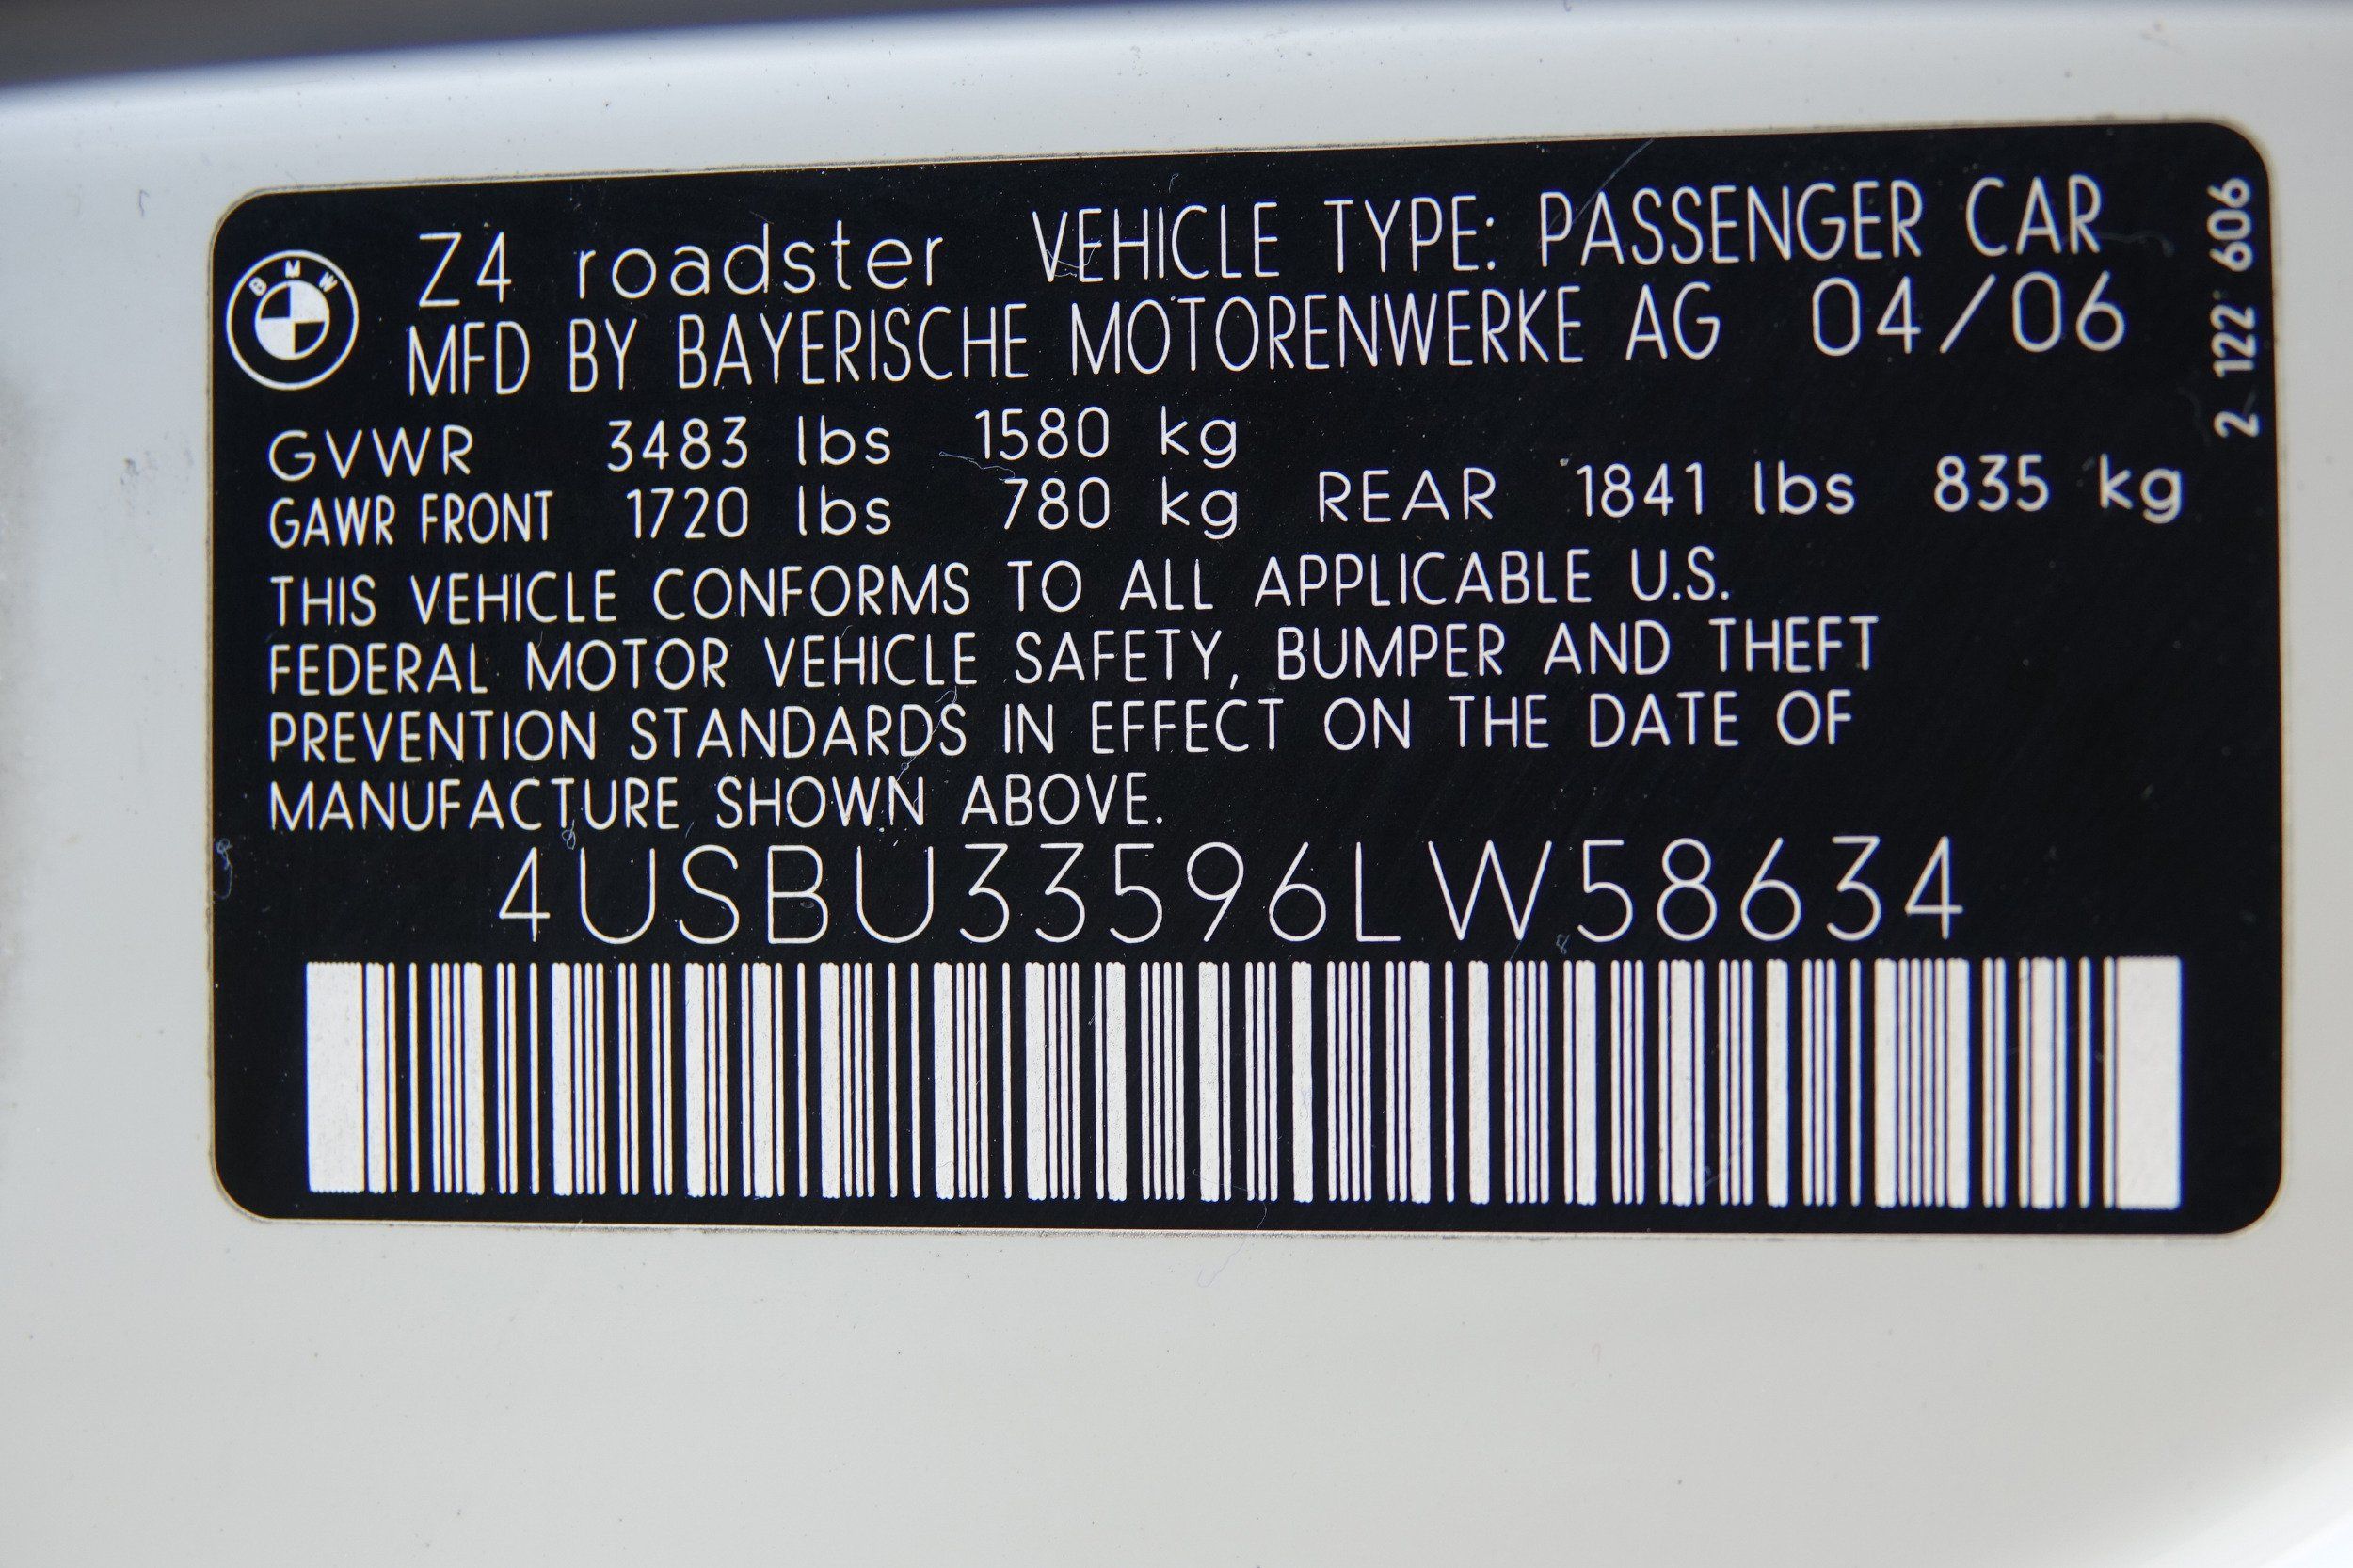 BMW
Z4 roadster VEHICLE TYPE: PASSENGER CAR
MFD BY BAYERISCHE MOTORENWERKE AG 04/06
GVWR 3483 lbs 1580 kg
GAWR FRONT 1720 lbs 780 kg REAR 1841 lbs 835 kg
THIS VEHICLE CONFORMS TO ALL APPLICABLE U.S.
FEDERAL MOTOR VEHICLE SAFETY, BUMPER AND THEFT
PREVENTION STANDARDS IN EFFECT ON THE DATE OF
MANUFACTURE SHOWN ABOVE.
4USBU33596LW58634
2 122 606